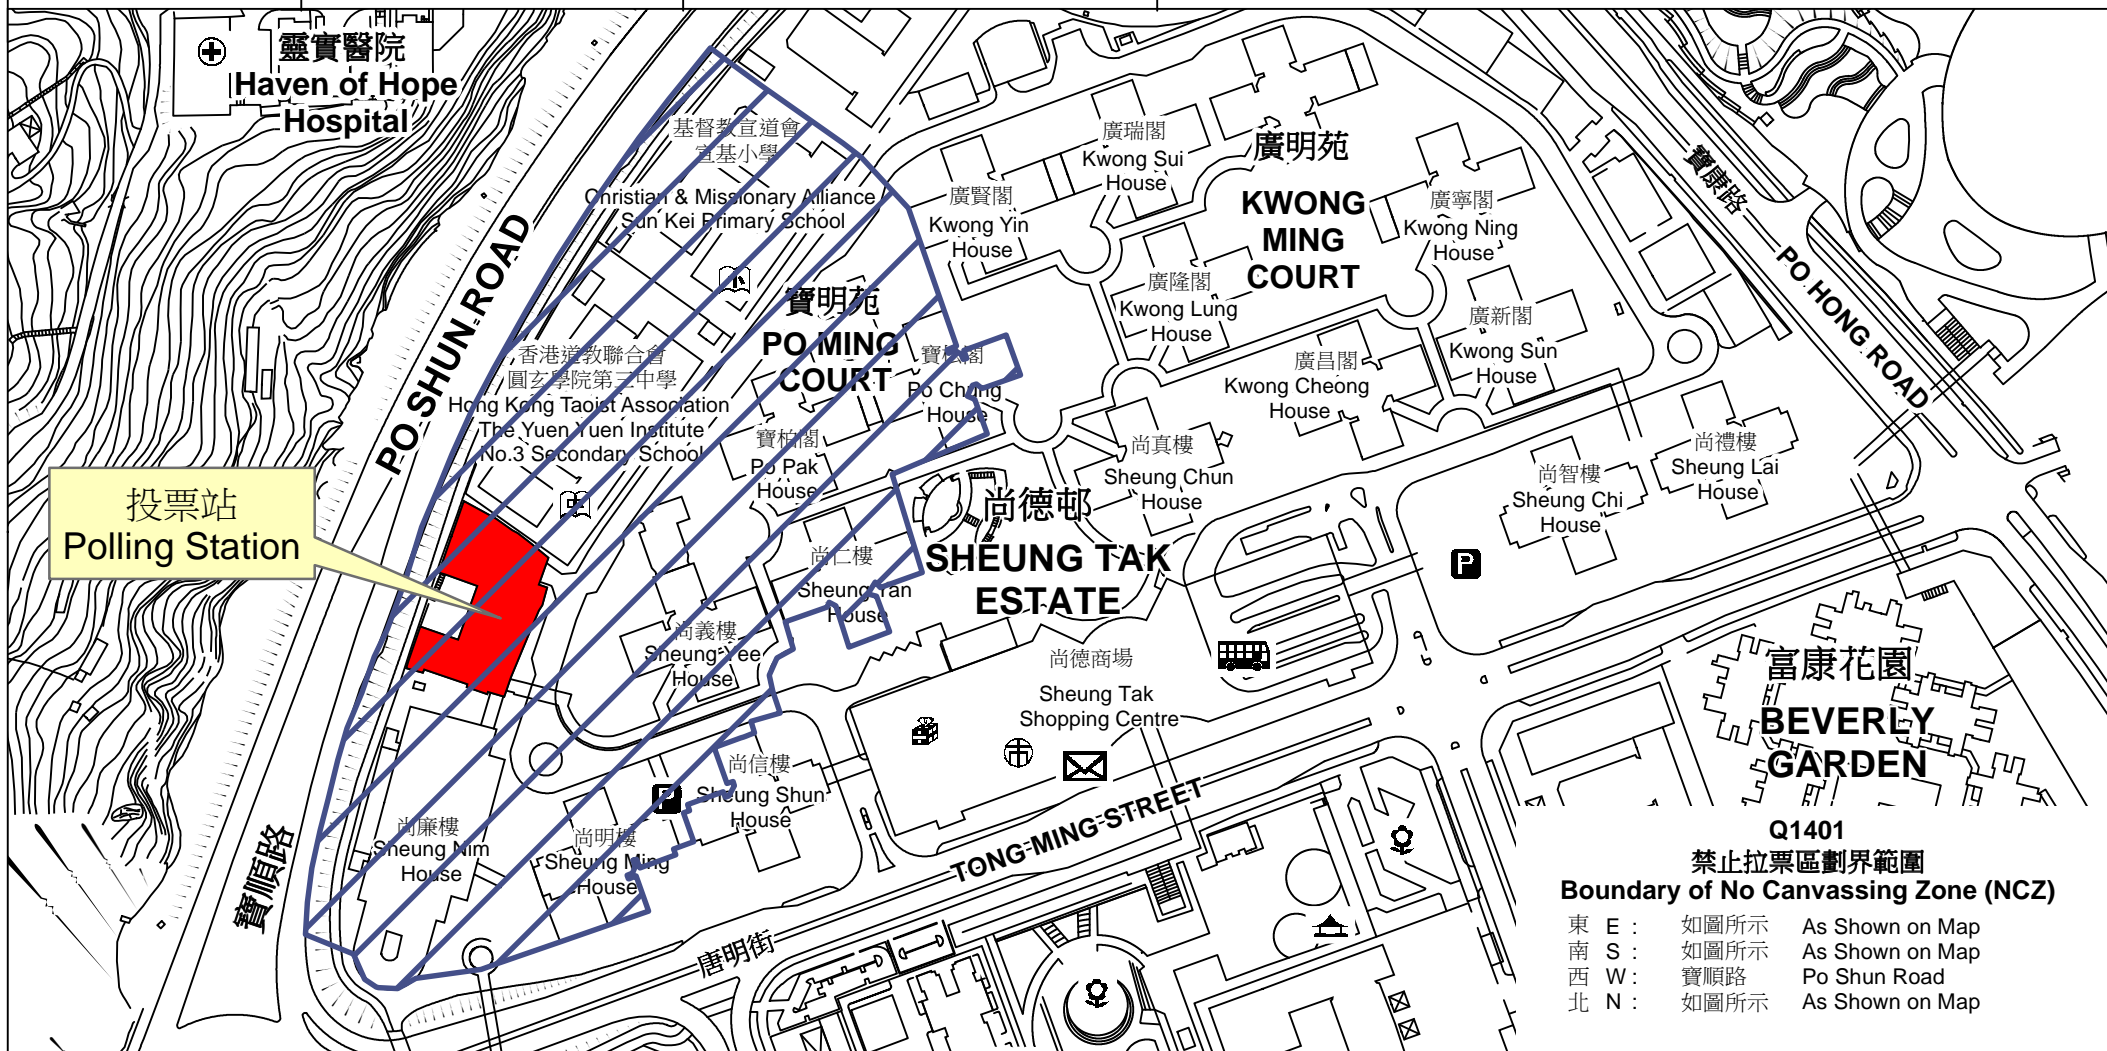 靈實醫院
Haven of Hope
Hospital
基督教宣道會
宣基小學
Christian & Missionary Alliance
Sun Kei Primary School
PO SHUN ROAD
寶順路
香港道教聯合會
圓玄學院第三中學
Hong Kong Taoist Association
The Yuen Yuen Institute
No.3 Secondary School
投票站
Polling Station
寶明苑
PO MING
COURT
寶松閣
Po Chung
House
寶柏閣
Po Pak
House
廣賢閣
Kwong Yin
House
廣瑞閣
Kwong Sui
House
廣明苑
KWONG
MING
COURT
廣寧閣
Kwong Ning
House
廣隆閣
Kwong Lung
House
廣新閣
Kwong Sun
House
廣昌閣
Kwong Cheong
House
寶康路
PO HONG ROAD
尚真樓
Sheung Chun
House
尚智樓
Sheung Chi
House
尚禮樓
Sheung Lai
House
尚德邨
SHEUNG TAK
ESTATE
尚仁樓
Sheung Yan
House
尚義樓
Sheung Yee
House
尚信樓
Sheung Shun
House
尚明樓
Sheung Ming
House
尚廉樓
Sheung Nim
House
尚德商場
Sheung Tak
Shopping Centre
P
P
TONG MING STREET
唐明街
富康花園
BEVERLY
GARDEN
Q1401
禁止拉票區劃界範圍
Boundary of No Canvassing Zone (NCZ)
東 E : 如圖所示 As Shown on Map
南 S : 如圖所示 As Shown on Map
西 W : 寶順路 Po Shun Road
北 N : 如圖所示 As Shown on Map